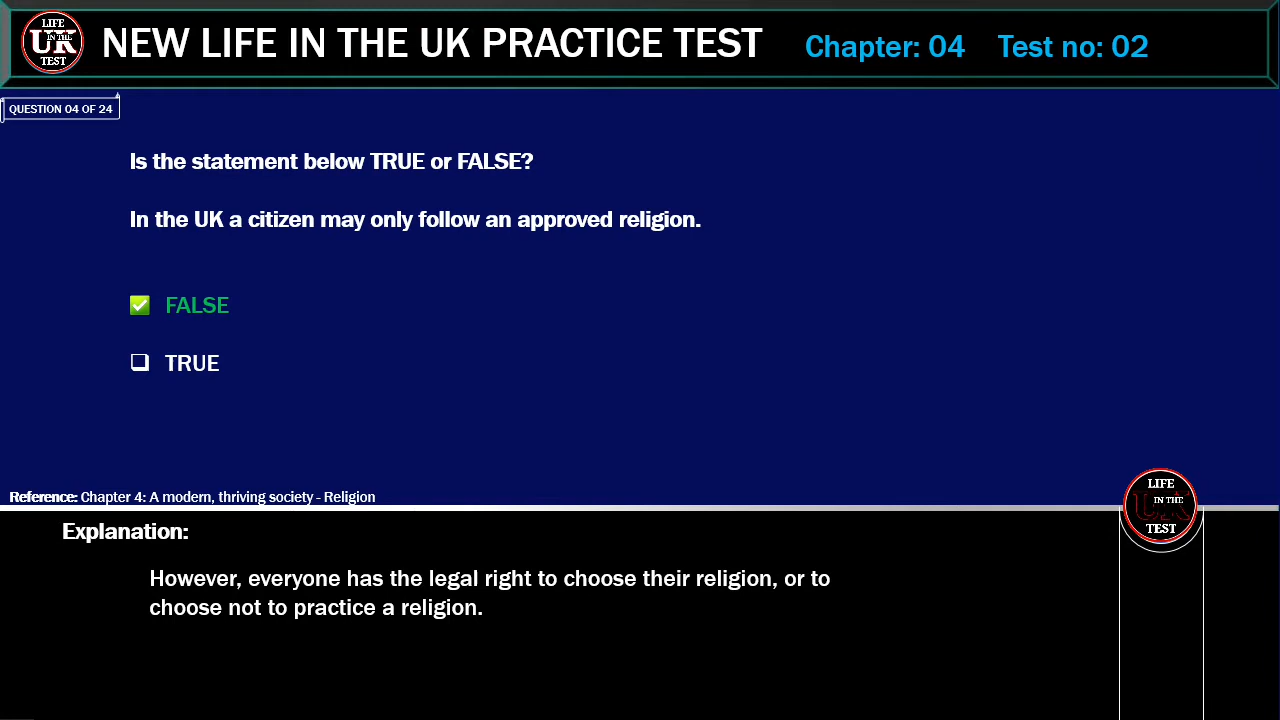 LIFE
IN THE
UK
TEST
NEW LIFE IN THE UK PRACTICE TEST
Chapter: 04
Test no: 02
QUESTION 04 OF 24
Is the statement below TRUE or FALSE?
In the UK a citizen may only follow an approved religion.
FALSE
TRUE
Reference: Chapter 4: A modern, thriving society - Religion
LIFE
IN THE
UK
TEST
Explanation:
However, everyone has the legal right to choose their religion, or to
choose not to practice a religion.